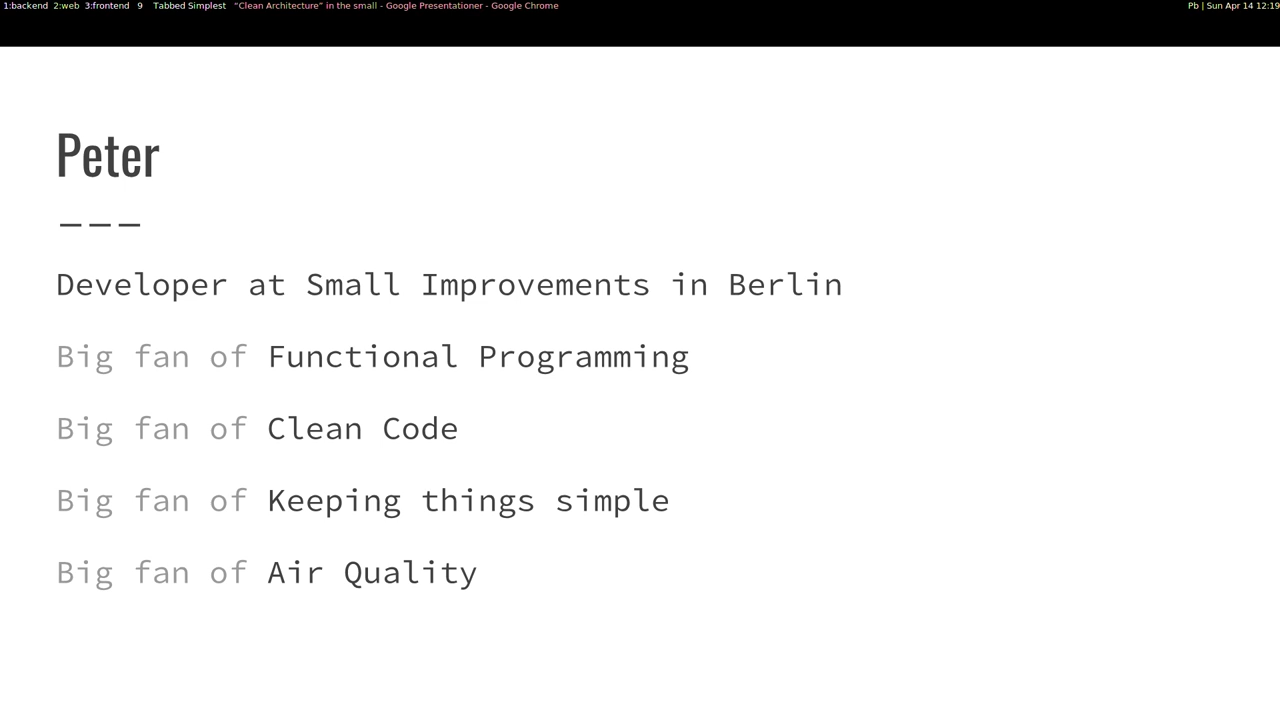 1:backend 2:web 3:frontend 9 Tabbed Simplest "Clean Architecture" in the small - Google Presentationer - Google Chrome Pb | Sun Apr 14 12:19
Peter
———
Developer at Small Improvements in Berlin
Big fan of Functional Programming
Big fan of Clean Code
Big fan of Keeping things simple
Big fan of Air Quality